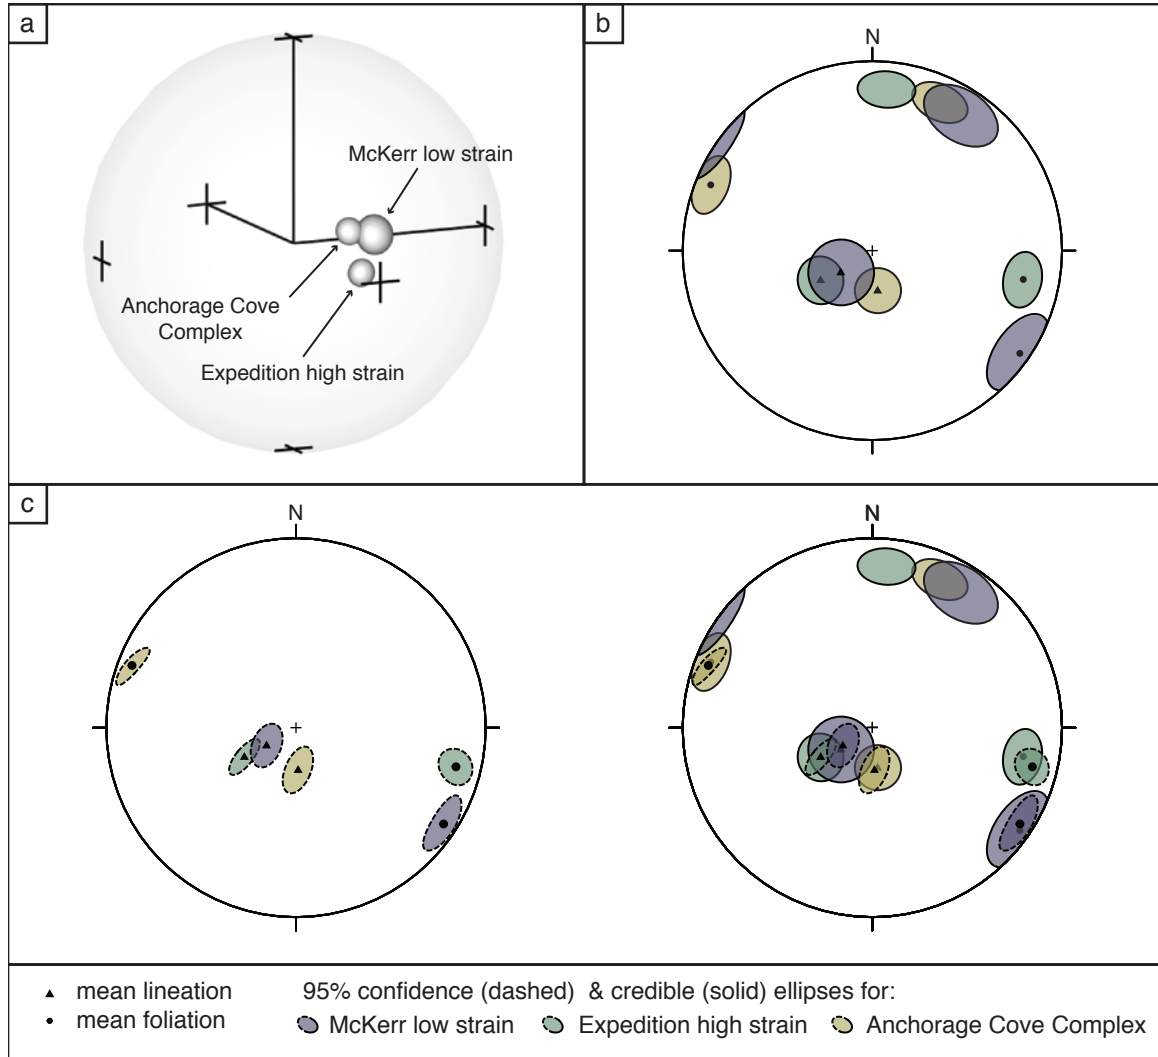 a
McKerr low strain
Anchorage Cove
Complex
Expedition high strain
b
N
c
N
N
mean lineation
mean foliation
95% confidence (dashed) & credible (solid) ellipses for:
McKerr low strain
Expedition high strain
Anchorage Cove Complex